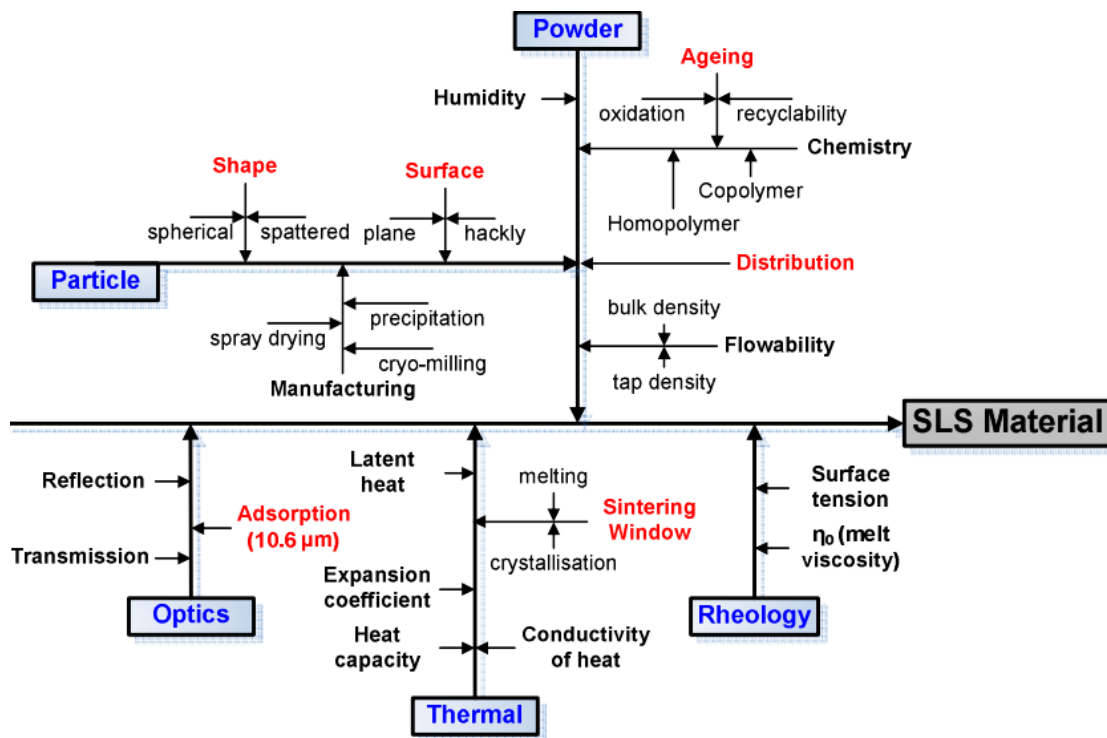 Powder
Ageing
Humidity
oxidation
recyclability
Chemistry
Shape
Surface
Copolymer
Homopolymer
spherical
spattered
plane
hackly
Particle
Distribution
bulk density
precipitation
spray drying
Flowability
cryo-milling
tap density
Manufacturing
SLS Material
Latent
heat
Reflection
melting
Surface
tension
Adsorption
(10.6 µm)
Sintering
Window
Transmission
crystallisation
η₀ (melt
viscosity)
Expansion
coefficient
Optics
Rheology
Heat
capacity
Conductivity
of heat
Thermal